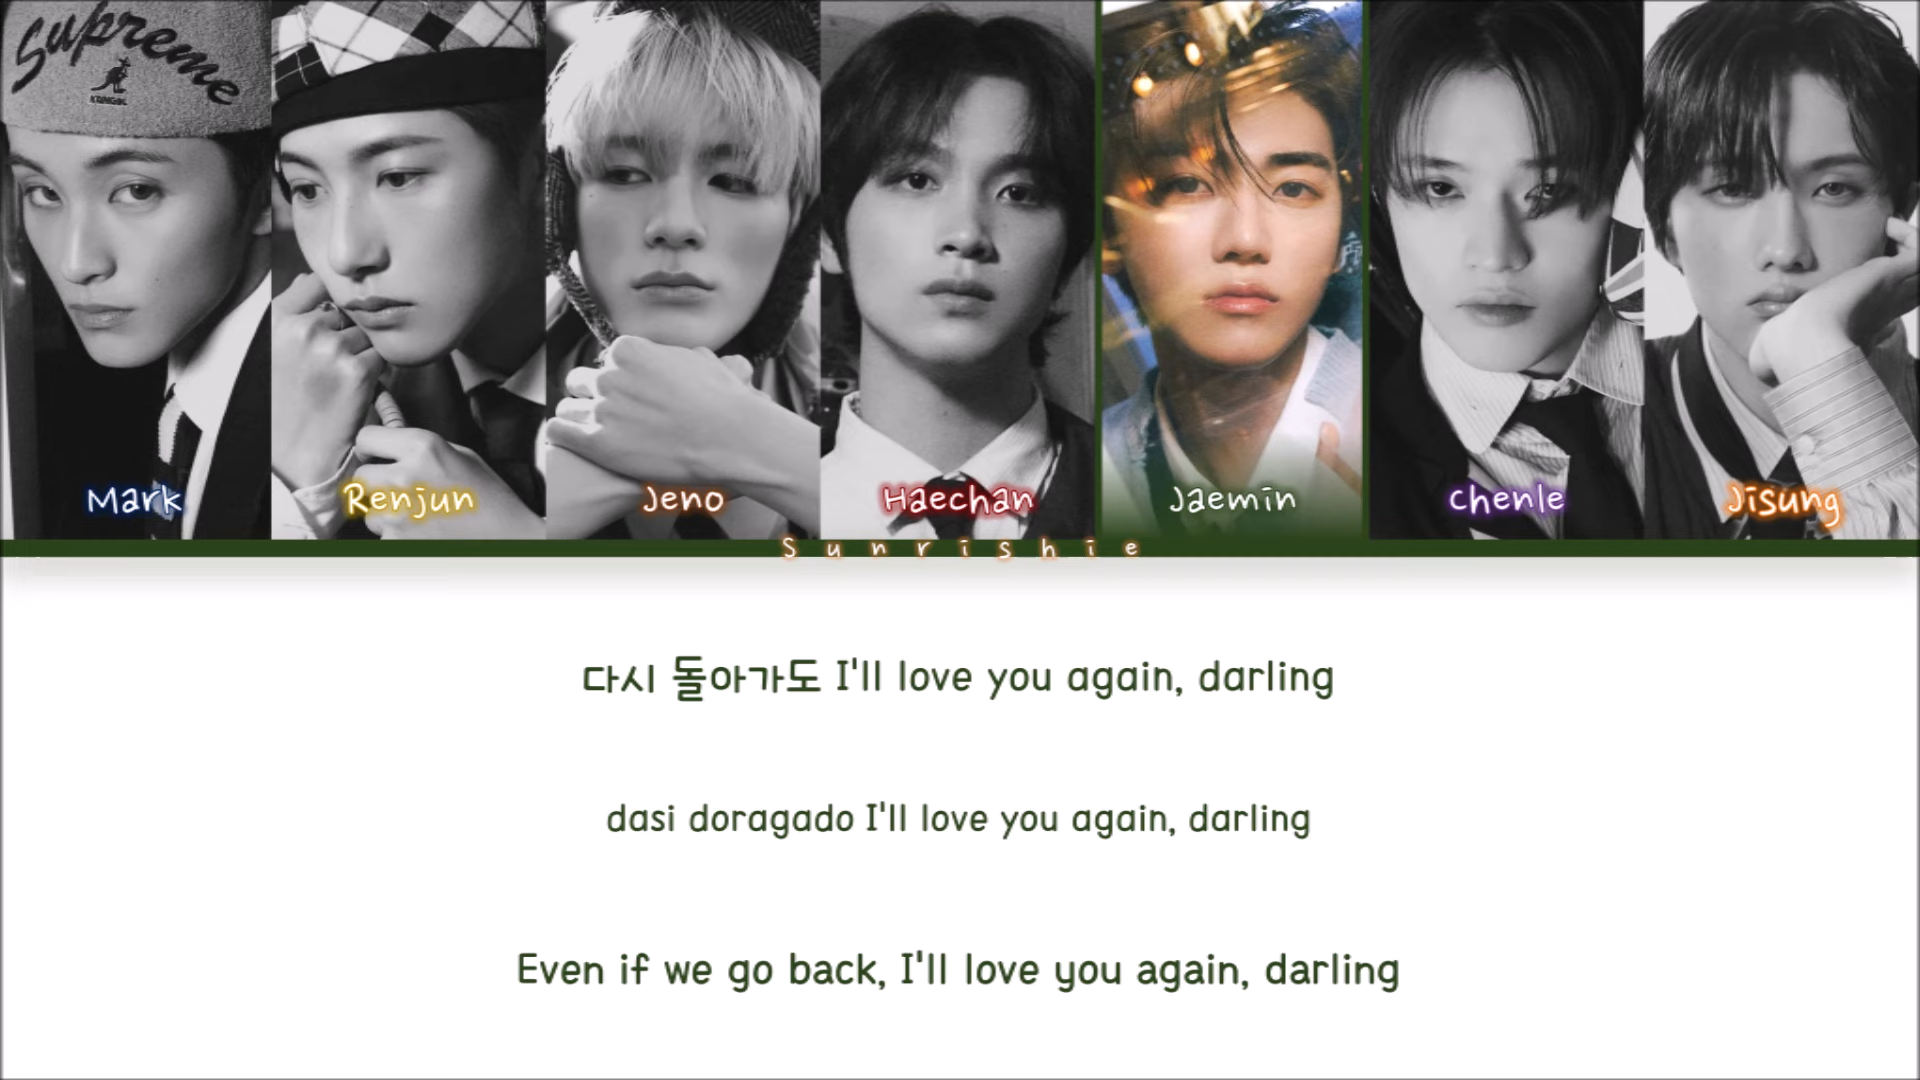 Supreme
KANGOL
Mark Renjun Jeno Haechan Jaemin Chenle Jisung
Sunrishie
다시 돌아가도 I'll love you again, darling
dasi doragado I'll love you again, darling
Even if we go back, I'll love you again, darling